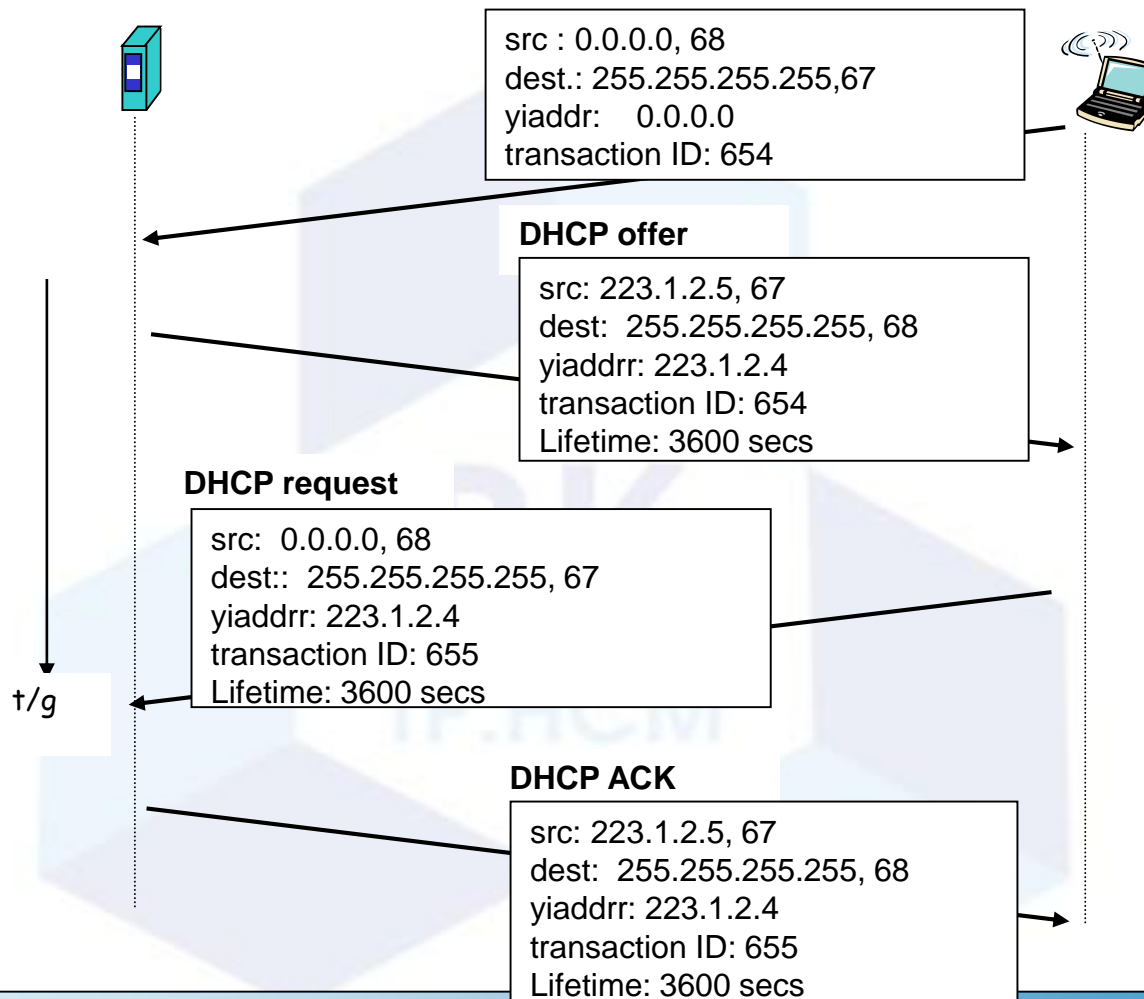 src : 0.0.0.0, 68
dest.: 255.255.255.255,67
yiaddr: 0.0.0.0
transaction ID: 654
DHCP offer
src: 223.1.2.5, 67
dest: 255.255.255.255, 68
yiaddrr: 223.1.2.4
transaction ID: 654
Lifetime: 3600 secs
DHCP request
src: 0.0.0.0, 68
dest:: 255.255.255.255, 67
yiaddrr: 223.1.2.4
transaction ID: 655
Lifetime: 3600 secs
t/g
TP.HCM
DHCP ACK
src: 223.1.2.5, 67
dest: 255.255.255.255, 68
yiaddrr: 223.1.2.4
transaction ID: 655
Lifetime: 3600 secs